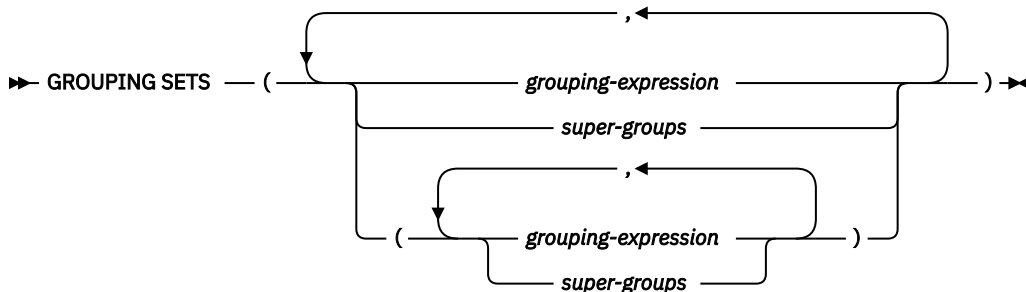 ,
GROUPING SETS ( grouping-expression )
super-groups
,
( grouping-expression )
super-groups